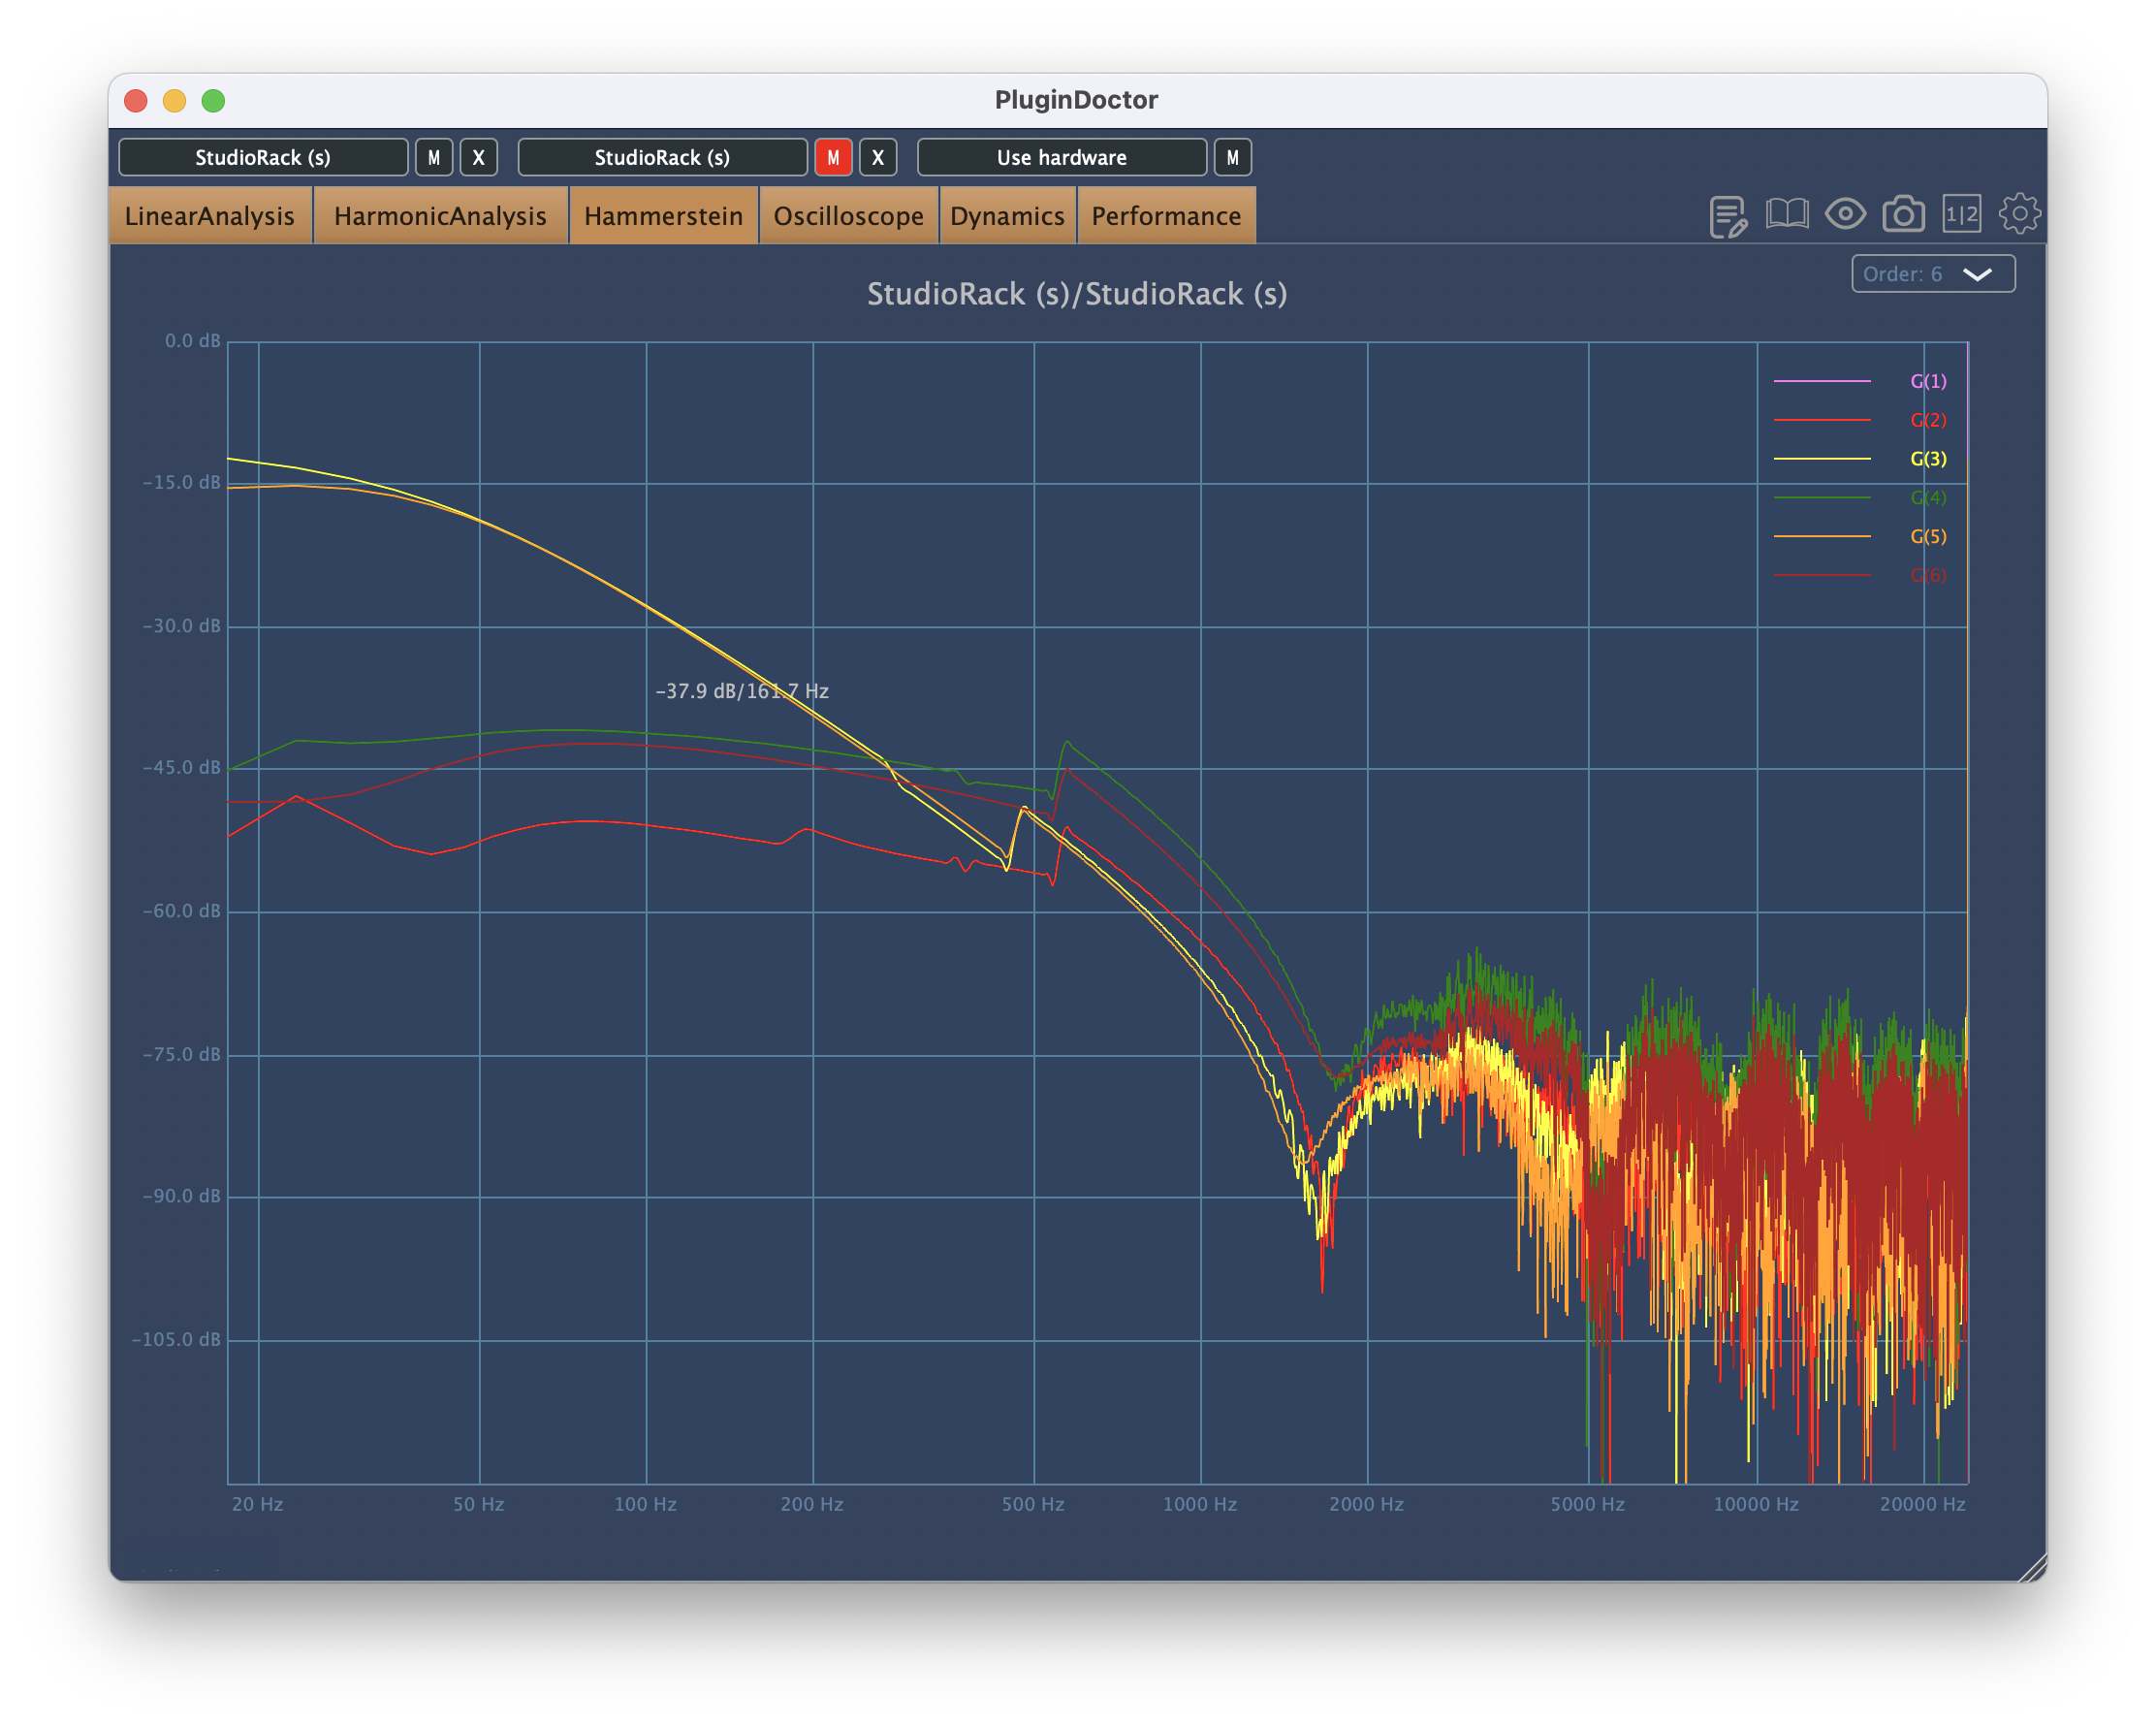 PluginDoctor
StudioRack (s) M X StudioRack (s) M X Use hardware M
LinearAnalysis HarmonicAnalysis Hammerstein Oscilloscope Dynamics Performance 1|2
Order: 6
StudioRack (s)/StudioRack (s)
0.0 dB
G(1)
G(2)
G(3)
-15.0 dB
G(4)
G(5)
G(6)
-30.0 dB
-37.9 dB/161.7 Hz
-45.0 dB
-60.0 dB
-75.0 dB
-90.0 dB
-105.0 dB
20 Hz 50 Hz 100 Hz 200 Hz 500 Hz 1000 Hz 2000 Hz 5000 Hz 10000 Hz 20000 Hz